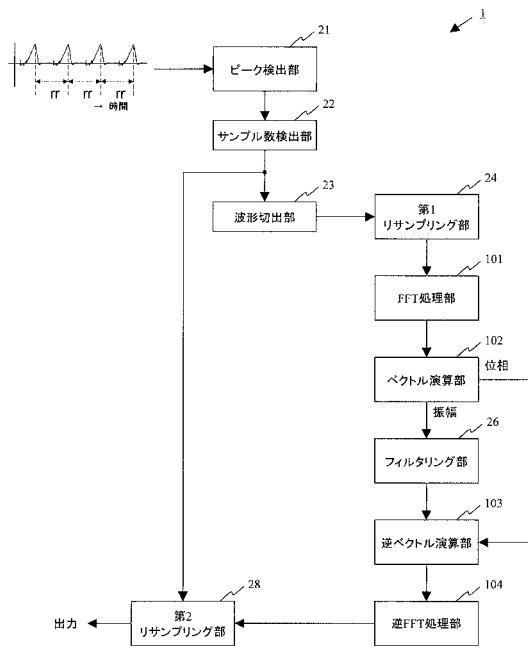 1
21
ピーク検出部
rr rr rr
→ 時間
22
サンプル数検出部
23
波形切出部
24
第1
リサンプリング部
101
FFT処理部
102
ベクトル演算部
位相
振幅
26
フィルタリング部
103
逆ベクトル演算部
104
逆FFT処理部
28
第2
リサンプリング部
出力